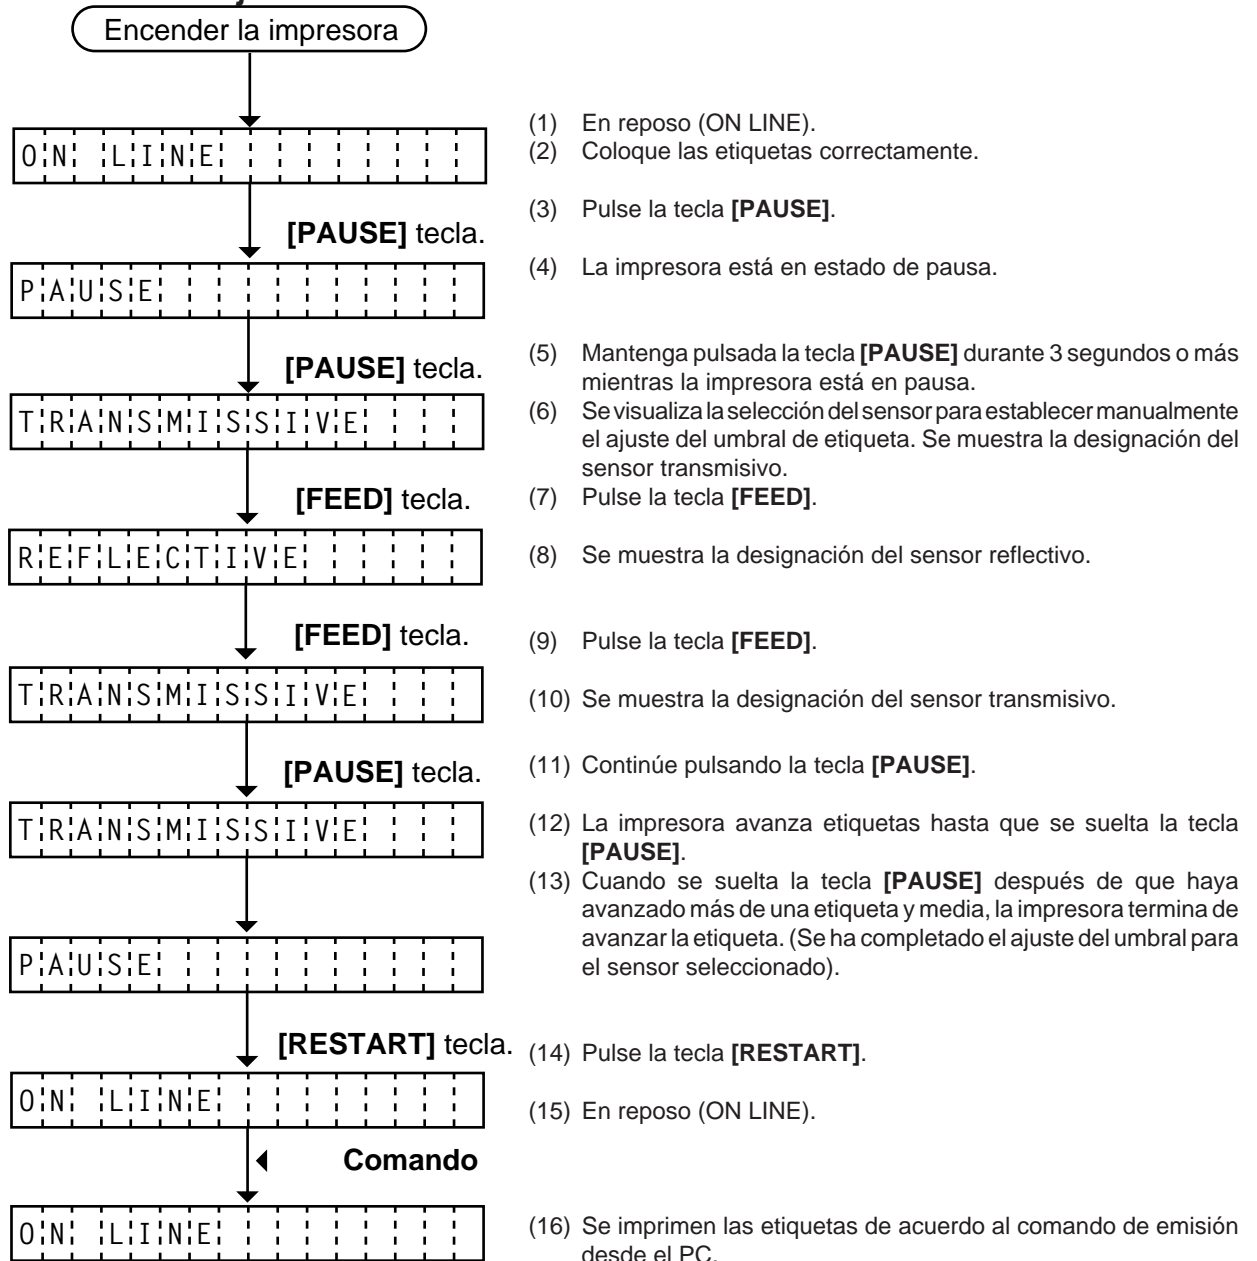 Encender la impresora
ON LINE
[PAUSE] tecla.
PAUSE
[PAUSE] tecla.
TRANSMISSIVE
[FEED] tecla.
REFLECTIVE
[FEED] tecla.
TRANSMISSIVE
[PAUSE] tecla.
TRANSMISSIVE
PAUSE
[RESTART] tecla.
ON LINE
Comando
ON LINE
(1) En reposo (ON LINE).
(2) Coloque las etiquetas correctamente.
(3) Pulse la tecla [PAUSE].
(4) La impresora está en estado de pausa.
(5) Mantenga pulsada la tecla [PAUSE] durante 3 segundos o más
mientras la impresora está en pausa.
(6) Se visualiza la selección del sensor para establecer manualmente
el ajuste del umbral de etiqueta. Se muestra la designación del
sensor transmisivo.
(7) Pulse la tecla [FEED].
(8) Se muestra la designación del sensor reflectivo.
(9) Pulse la tecla [FEED].
(10) Se muestra la designación del sensor transmisivo.
(11) Continúe pulsando la tecla [PAUSE].
(12) La impresora avanza etiquetas hasta que se suelta la tecla
[PAUSE].
(13) Cuando se suelta la tecla [PAUSE] después de que haya
avanzado más de una etiqueta y media, la impresora termina de
avanzar la etiqueta. (Se ha completado el ajuste del umbral para
el sensor seleccionado).
(14) Pulse la tecla [RESTART].
(15) En reposo (ON LINE).
(16) Se imprimen las etiquetas de acuerdo al comando de emisión
desde el PC.